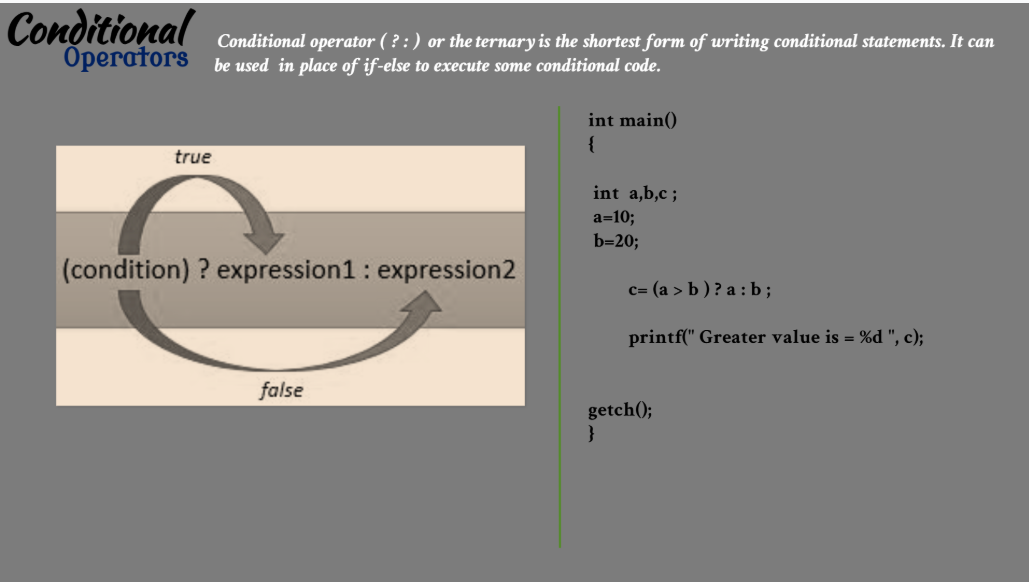 Conditional
Operators
Conditional operator ( ? : ) or the ternary is the shortest form of writing conditional statements. It can
be used in place of if-else to execute some conditional code.
true
(condition) ? expression1 : expression2
false
int main()
{
int a,b,c ;
a=10;
b=20;
c= (a > b ) ? a : b ;
printf(" Greater value is = %d ", c);
getch();
}